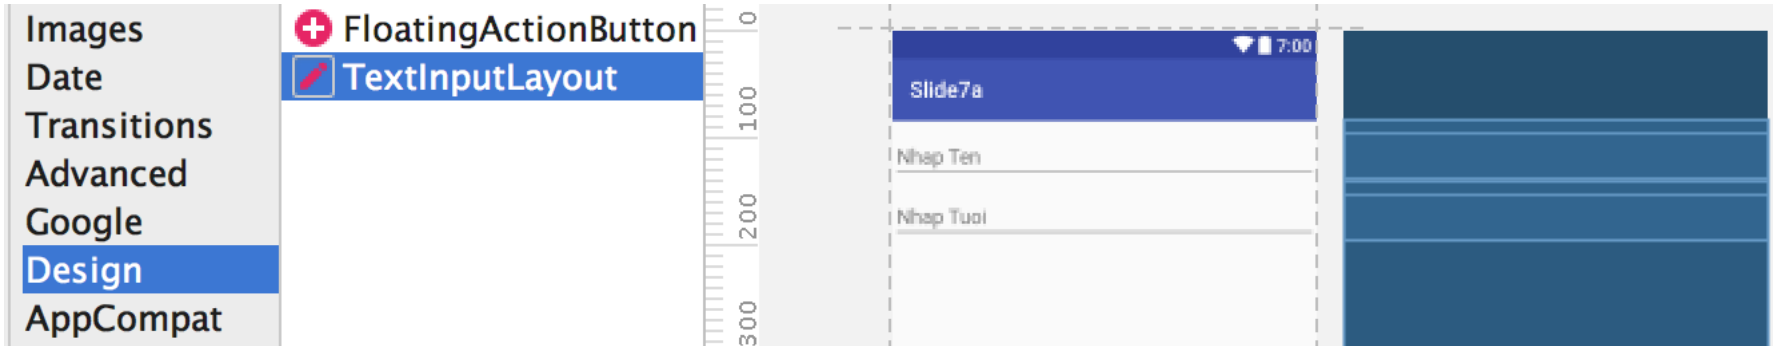 Images
Date
Transitions
Advanced
Google
Design
AppCompat
FloatingActionButton
TextInputLayout
0
100
200
300
7:00
Slide7a
Nhap Ten
Nhap Tuoi